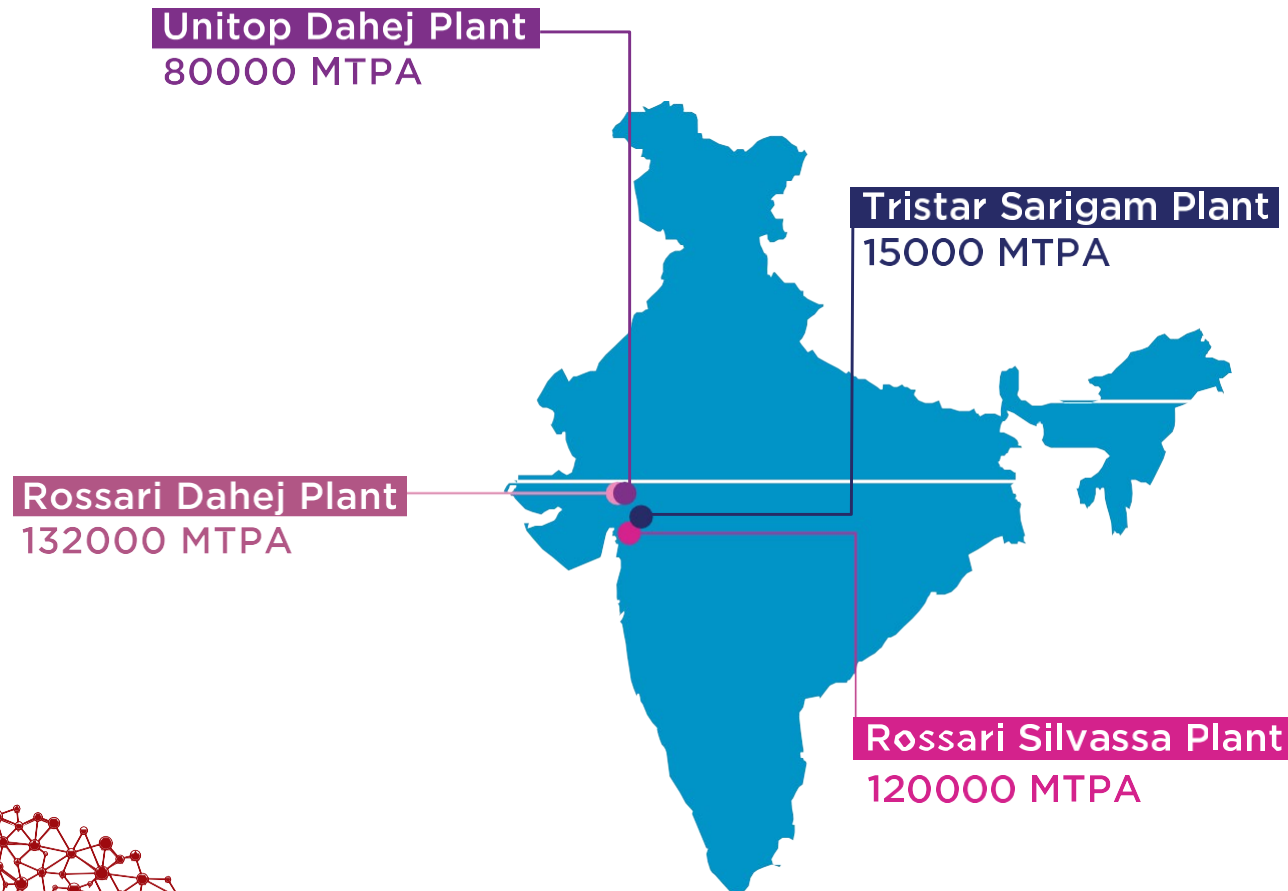 Unitop Dahej Plant
80000 MTPA
Tristar Sarigam Plant
15000 MTPA
Rossari Dahej Plant
132000 MTPA
Rossari Silvassa Plant
120000 MTPA